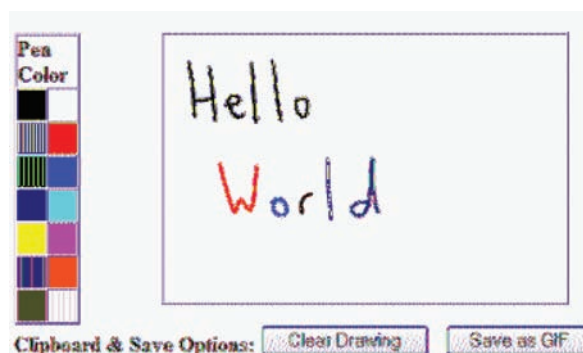 Pen
Color
Hello
World
Clipboard & Save Options: Clear Drawing Save as GIF